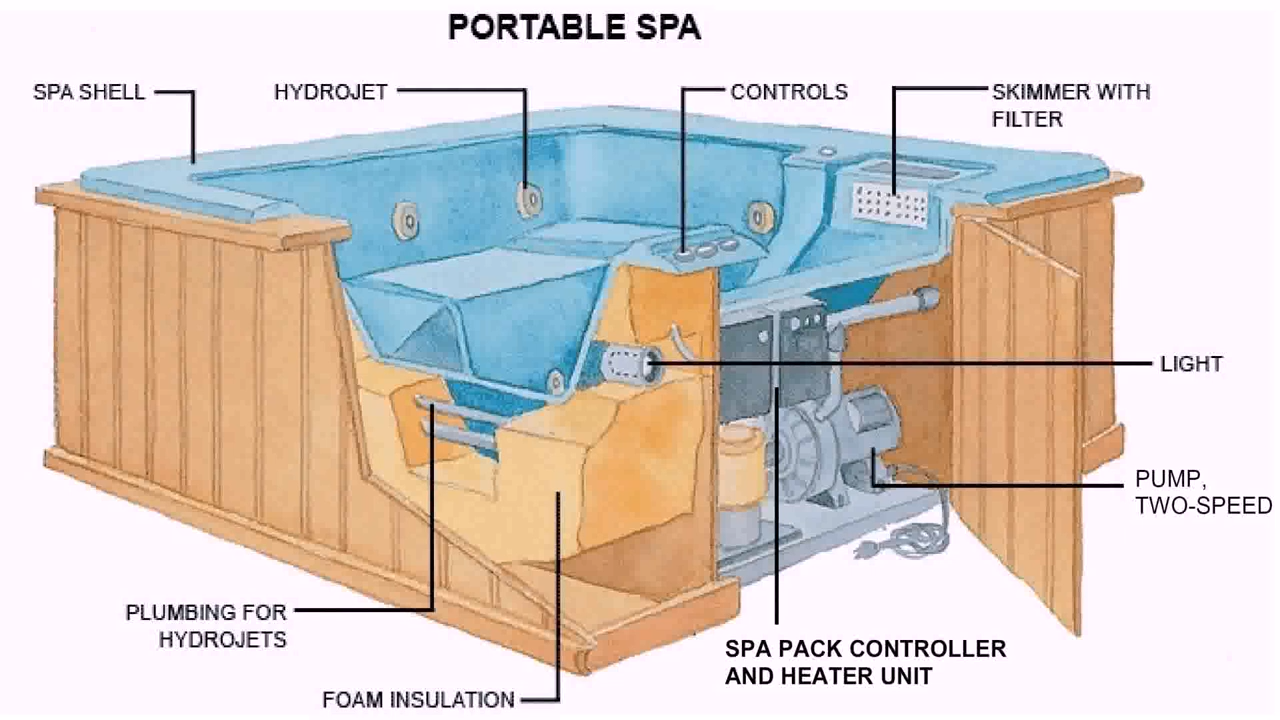 PORTABLE SPA
SPA SHELL
HYDROJET
CONTROLS
SKIMMER WITH
FILTER
LIGHT
PUMP,
TWO-SPEED
PLUMBING FOR
HYDROJETS
SPA PACK CONTROLLER
AND HEATER UNIT
FOAM INSULATION